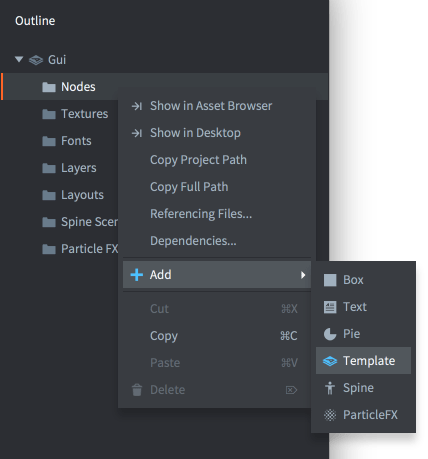 Outline
Gui
Nodes
Textures
Fonts
Layers
Layouts
Spine Scen
Particle FX
Show in Asset Browser
Show in Desktop
Copy Project Path
Copy Full Path
Referencing Files...
Dependencies...
Add
Cut ⌘X
Copy ⌘C
Paste ⌘V
Delete ⌦
Box
Text
Pie
Template
Spine
ParticleFX